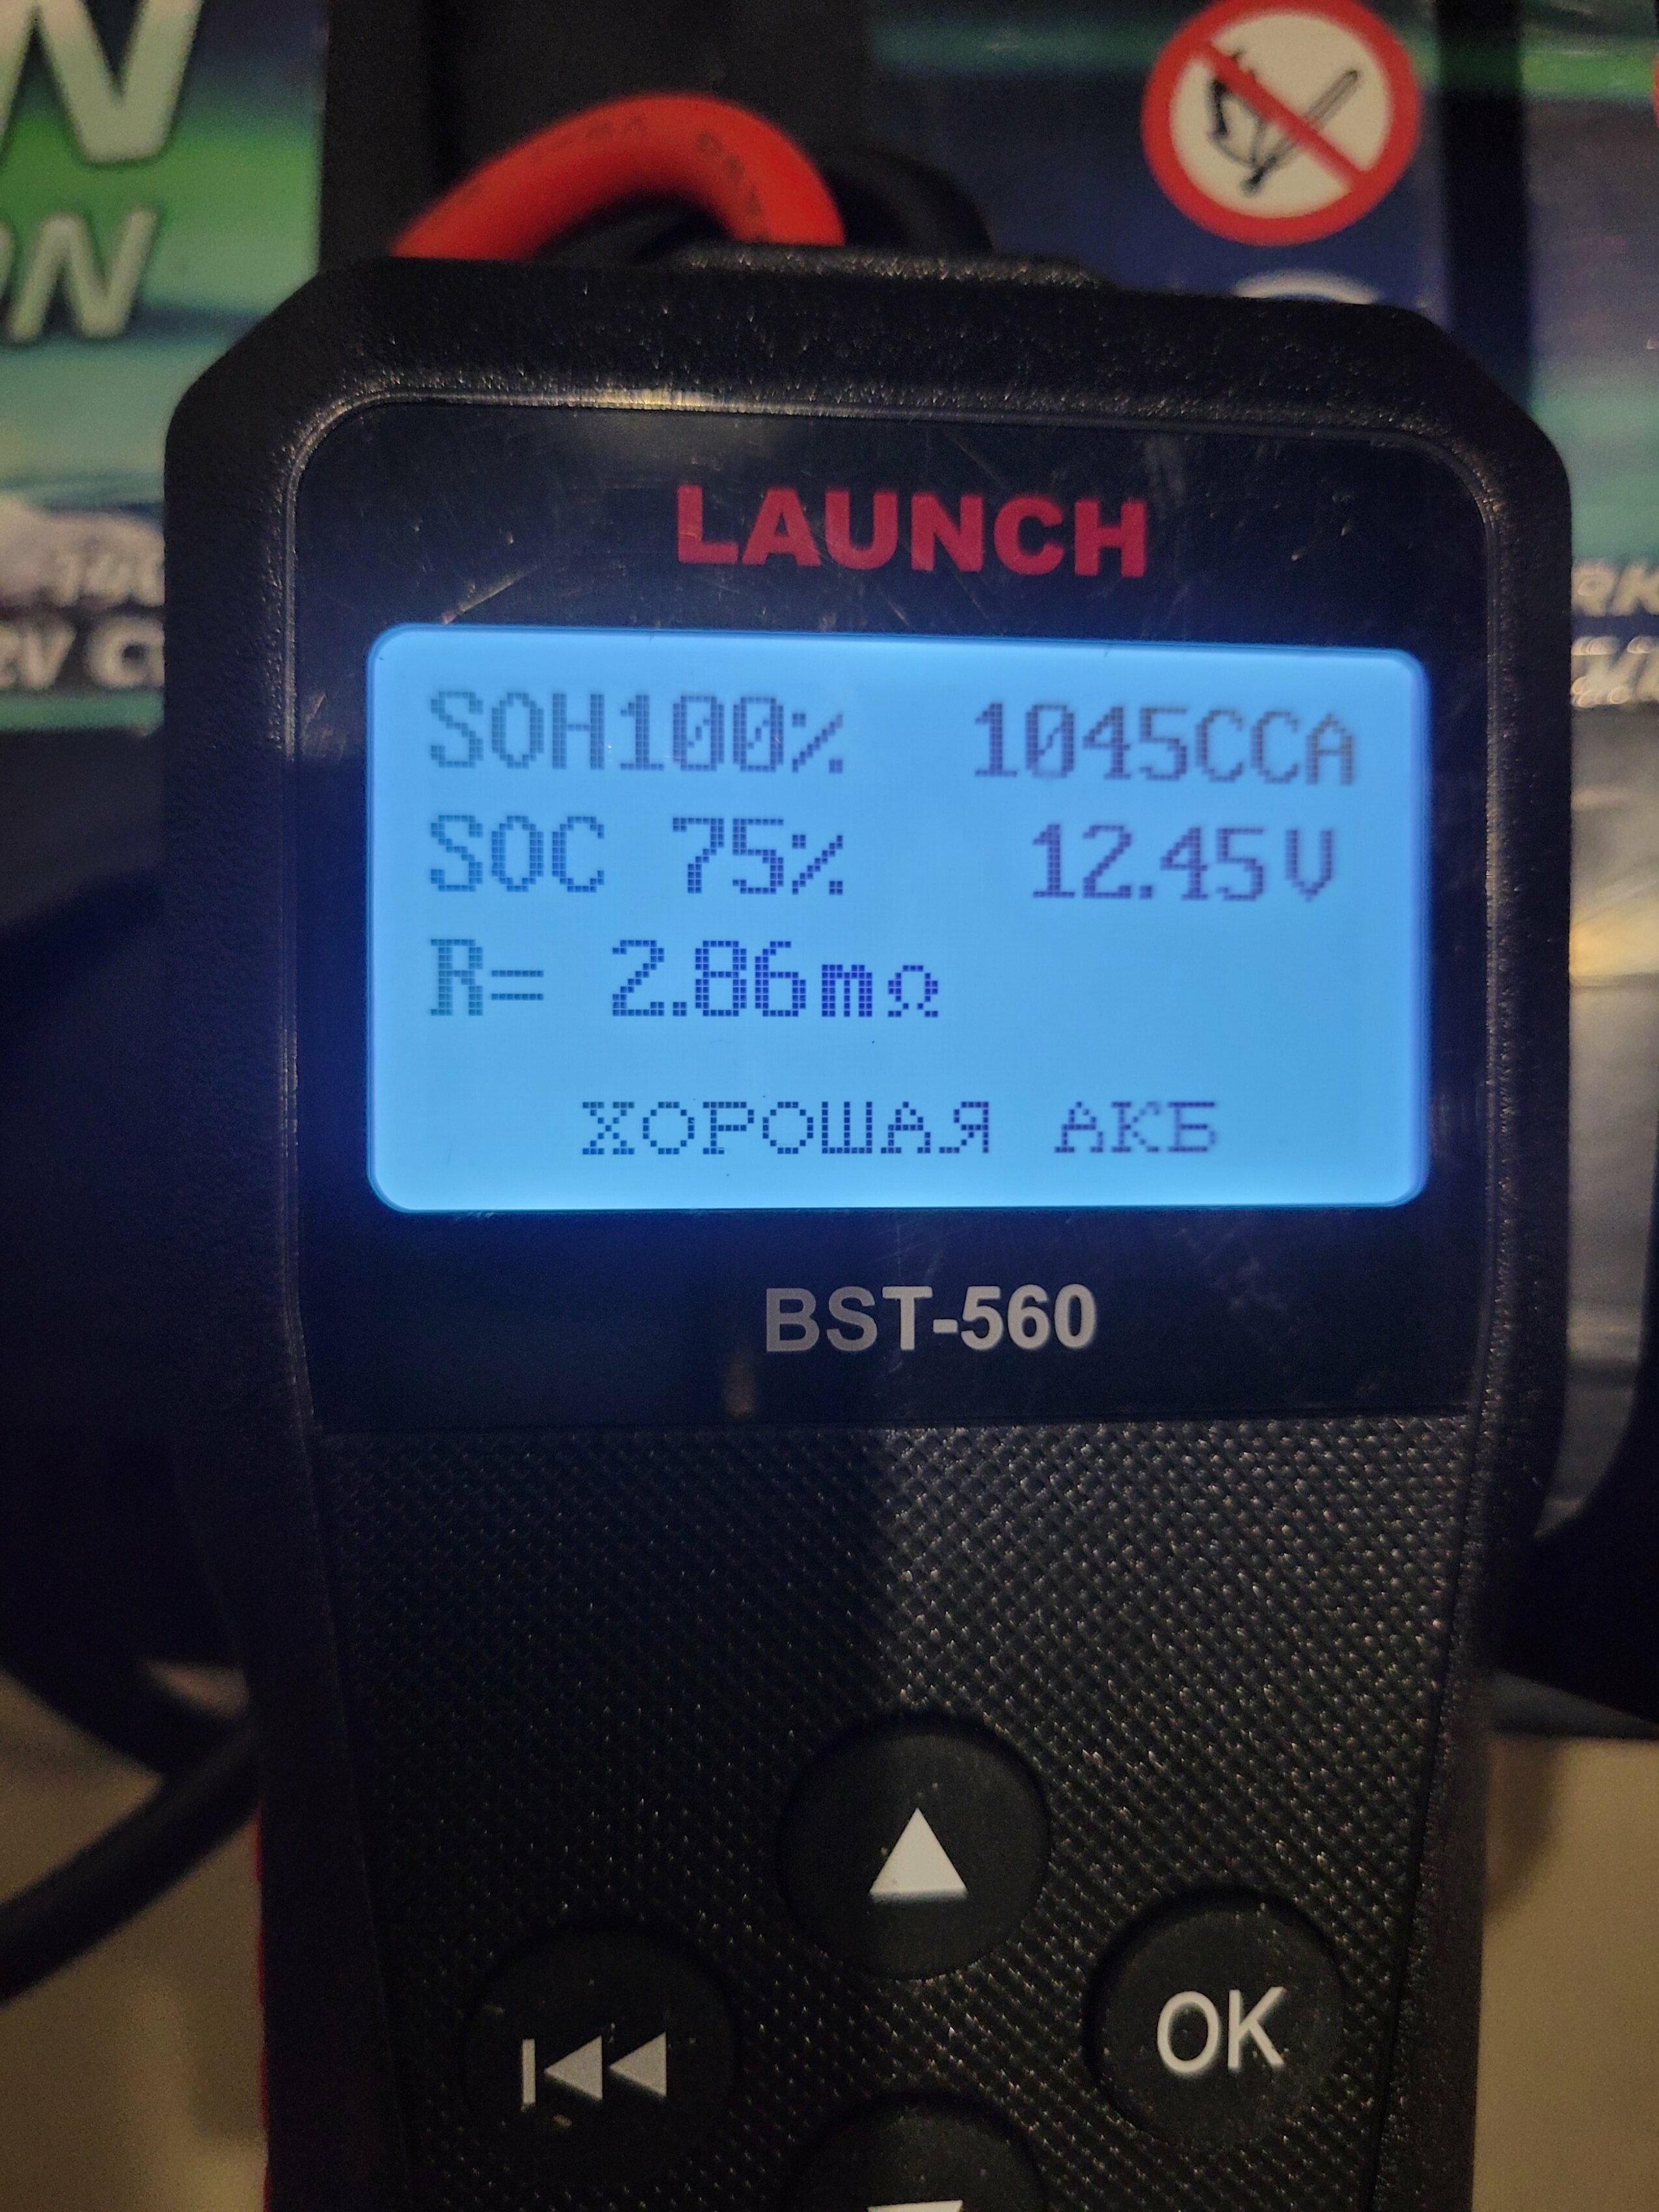 LAUNCH
SOH100% 1045CCA
SOC 75% 12.45V
R= 2.86mΩ
ХОРОШАЯ АКБ
BST-560
OK